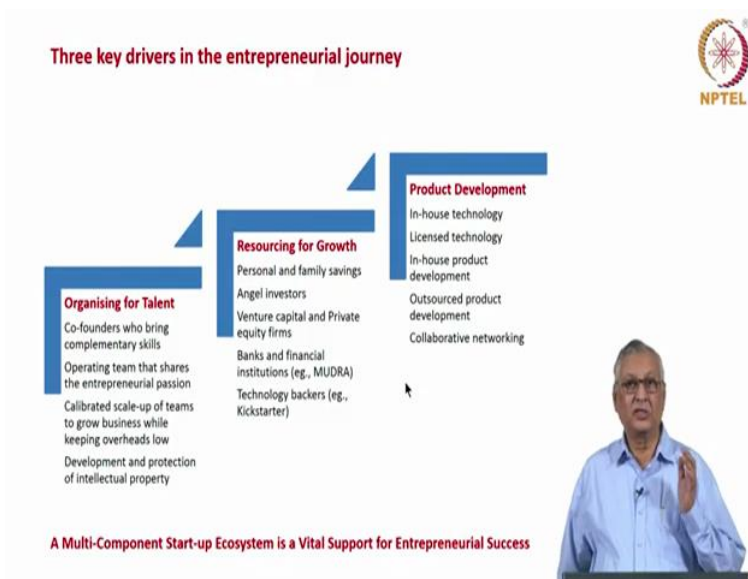 Three key drivers in the entrepreneurial journey
NPTEL
Product Development
In-house technology
Licensed technology
In-house product
development
Outsourced product
development
Collaborative networking
Resourcing for Growth
Personal and family savings
Angel investors
Venture capital and Private
equity firms
Banks and financial
institutions (eg., MUDRA)
Technology backers (eg.,
Kickstarter)
Organising for Talent
Co-founders who bring
complementary skills
Operating team that shares
the entrepreneurial passion
Calibrated scale-up of teams
to grow business while
keeping overheads low
Development and protection
of intellectual property
A Multi-Component Start-up Ecosystem is a Vital Support for Entrepreneurial Success